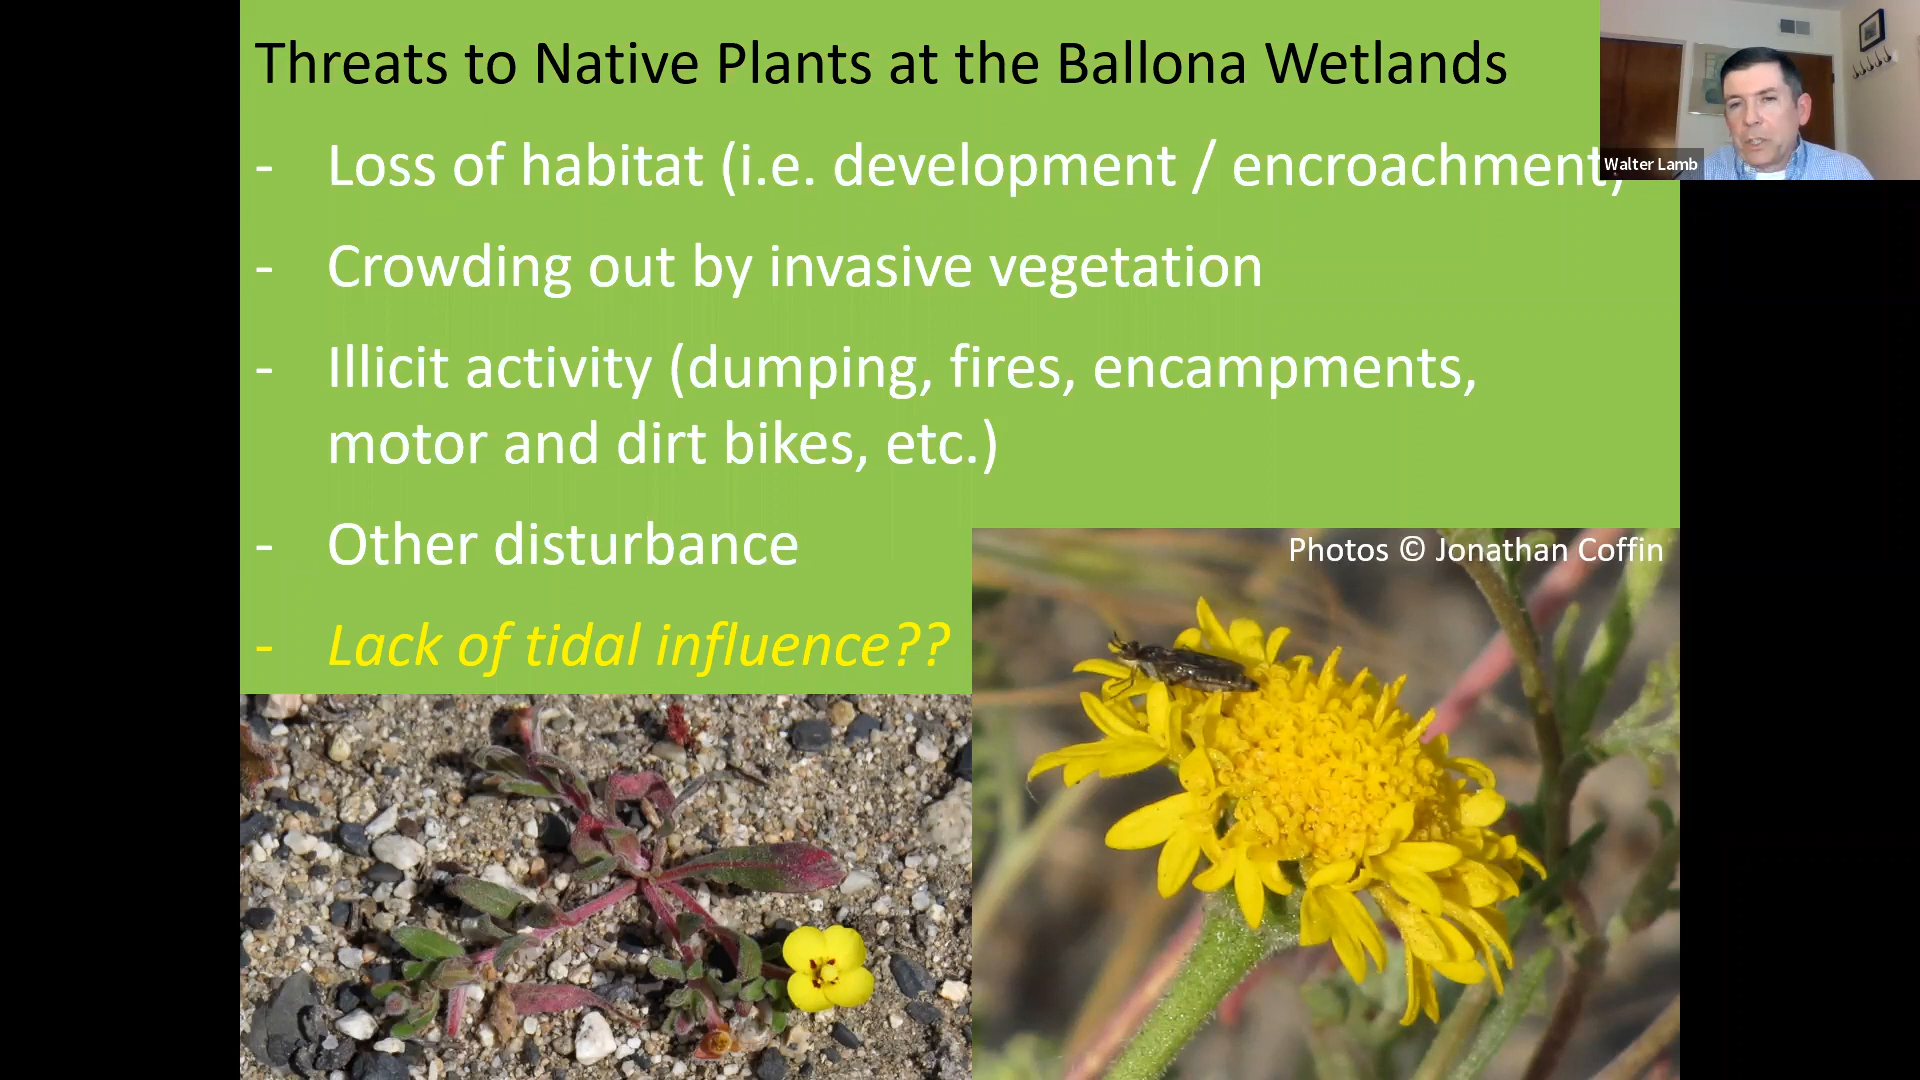 Threats to Native Plants at the Ballona Wetlands
- Loss of habitat (i.e. development / encroachment)
Walter Lamb
- Crowding out by invasive vegetation
- Illicit activity (dumping, fires, encampments,
motor and dirt bikes, etc.)
- Other disturbance
Photos © Jonathan Coffin
- Lack of tidal influence??